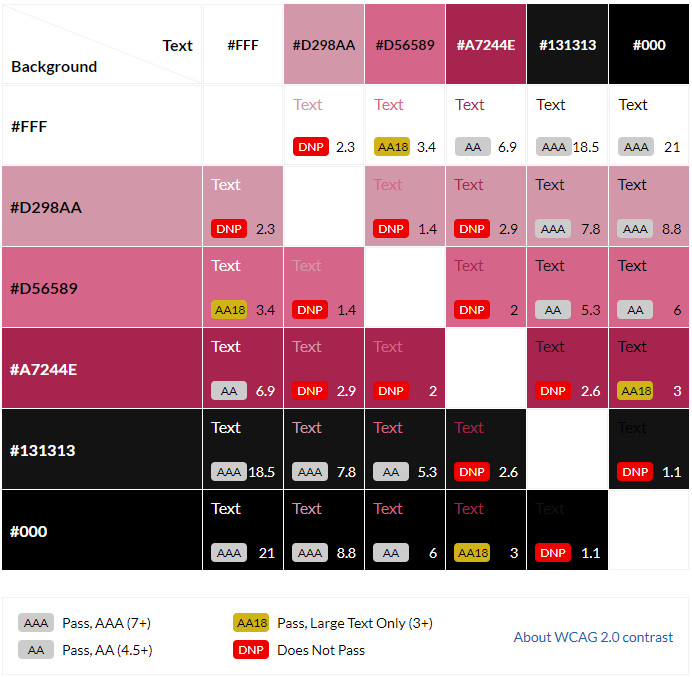 Text
Background
#FFF #D298AA #D56589 #A7244E #131313 #000
#FFF
Text Text Text Text Text
DNP 2.3 AA18 3.4 AA 6.9 AAA 18.5 AAA 21
#D298AA
Text Text Text Text Text
DNP 2.3 DNP 1.4 DNP 2.9 AAA 7.8 AAA 8.8
#D56589
Text Text Text Text Text
AA18 3.4 DNP 1.4 DNP 2 AA 5.3 AA 6
#A7244E
Text Text Text Text Text
AA 6.9 DNP 2.9 DNP 2 DNP 2.6 AA18 3
#131313
Text Text Text Text Text
AAA 18.5 AAA 7.8 AA 5.3 DNP 2.6 DNP 1.1
#000
Text Text Text Text Text
AAA 21 AAA 8.8 AA 6 AA18 3 DNP 1.1
AAA Pass, AAA (7+) AA18 Pass, Large Text Only (3+)
AA Pass, AA (4.5+) DNP Does Not Pass
About WCAG 2.0 contrast